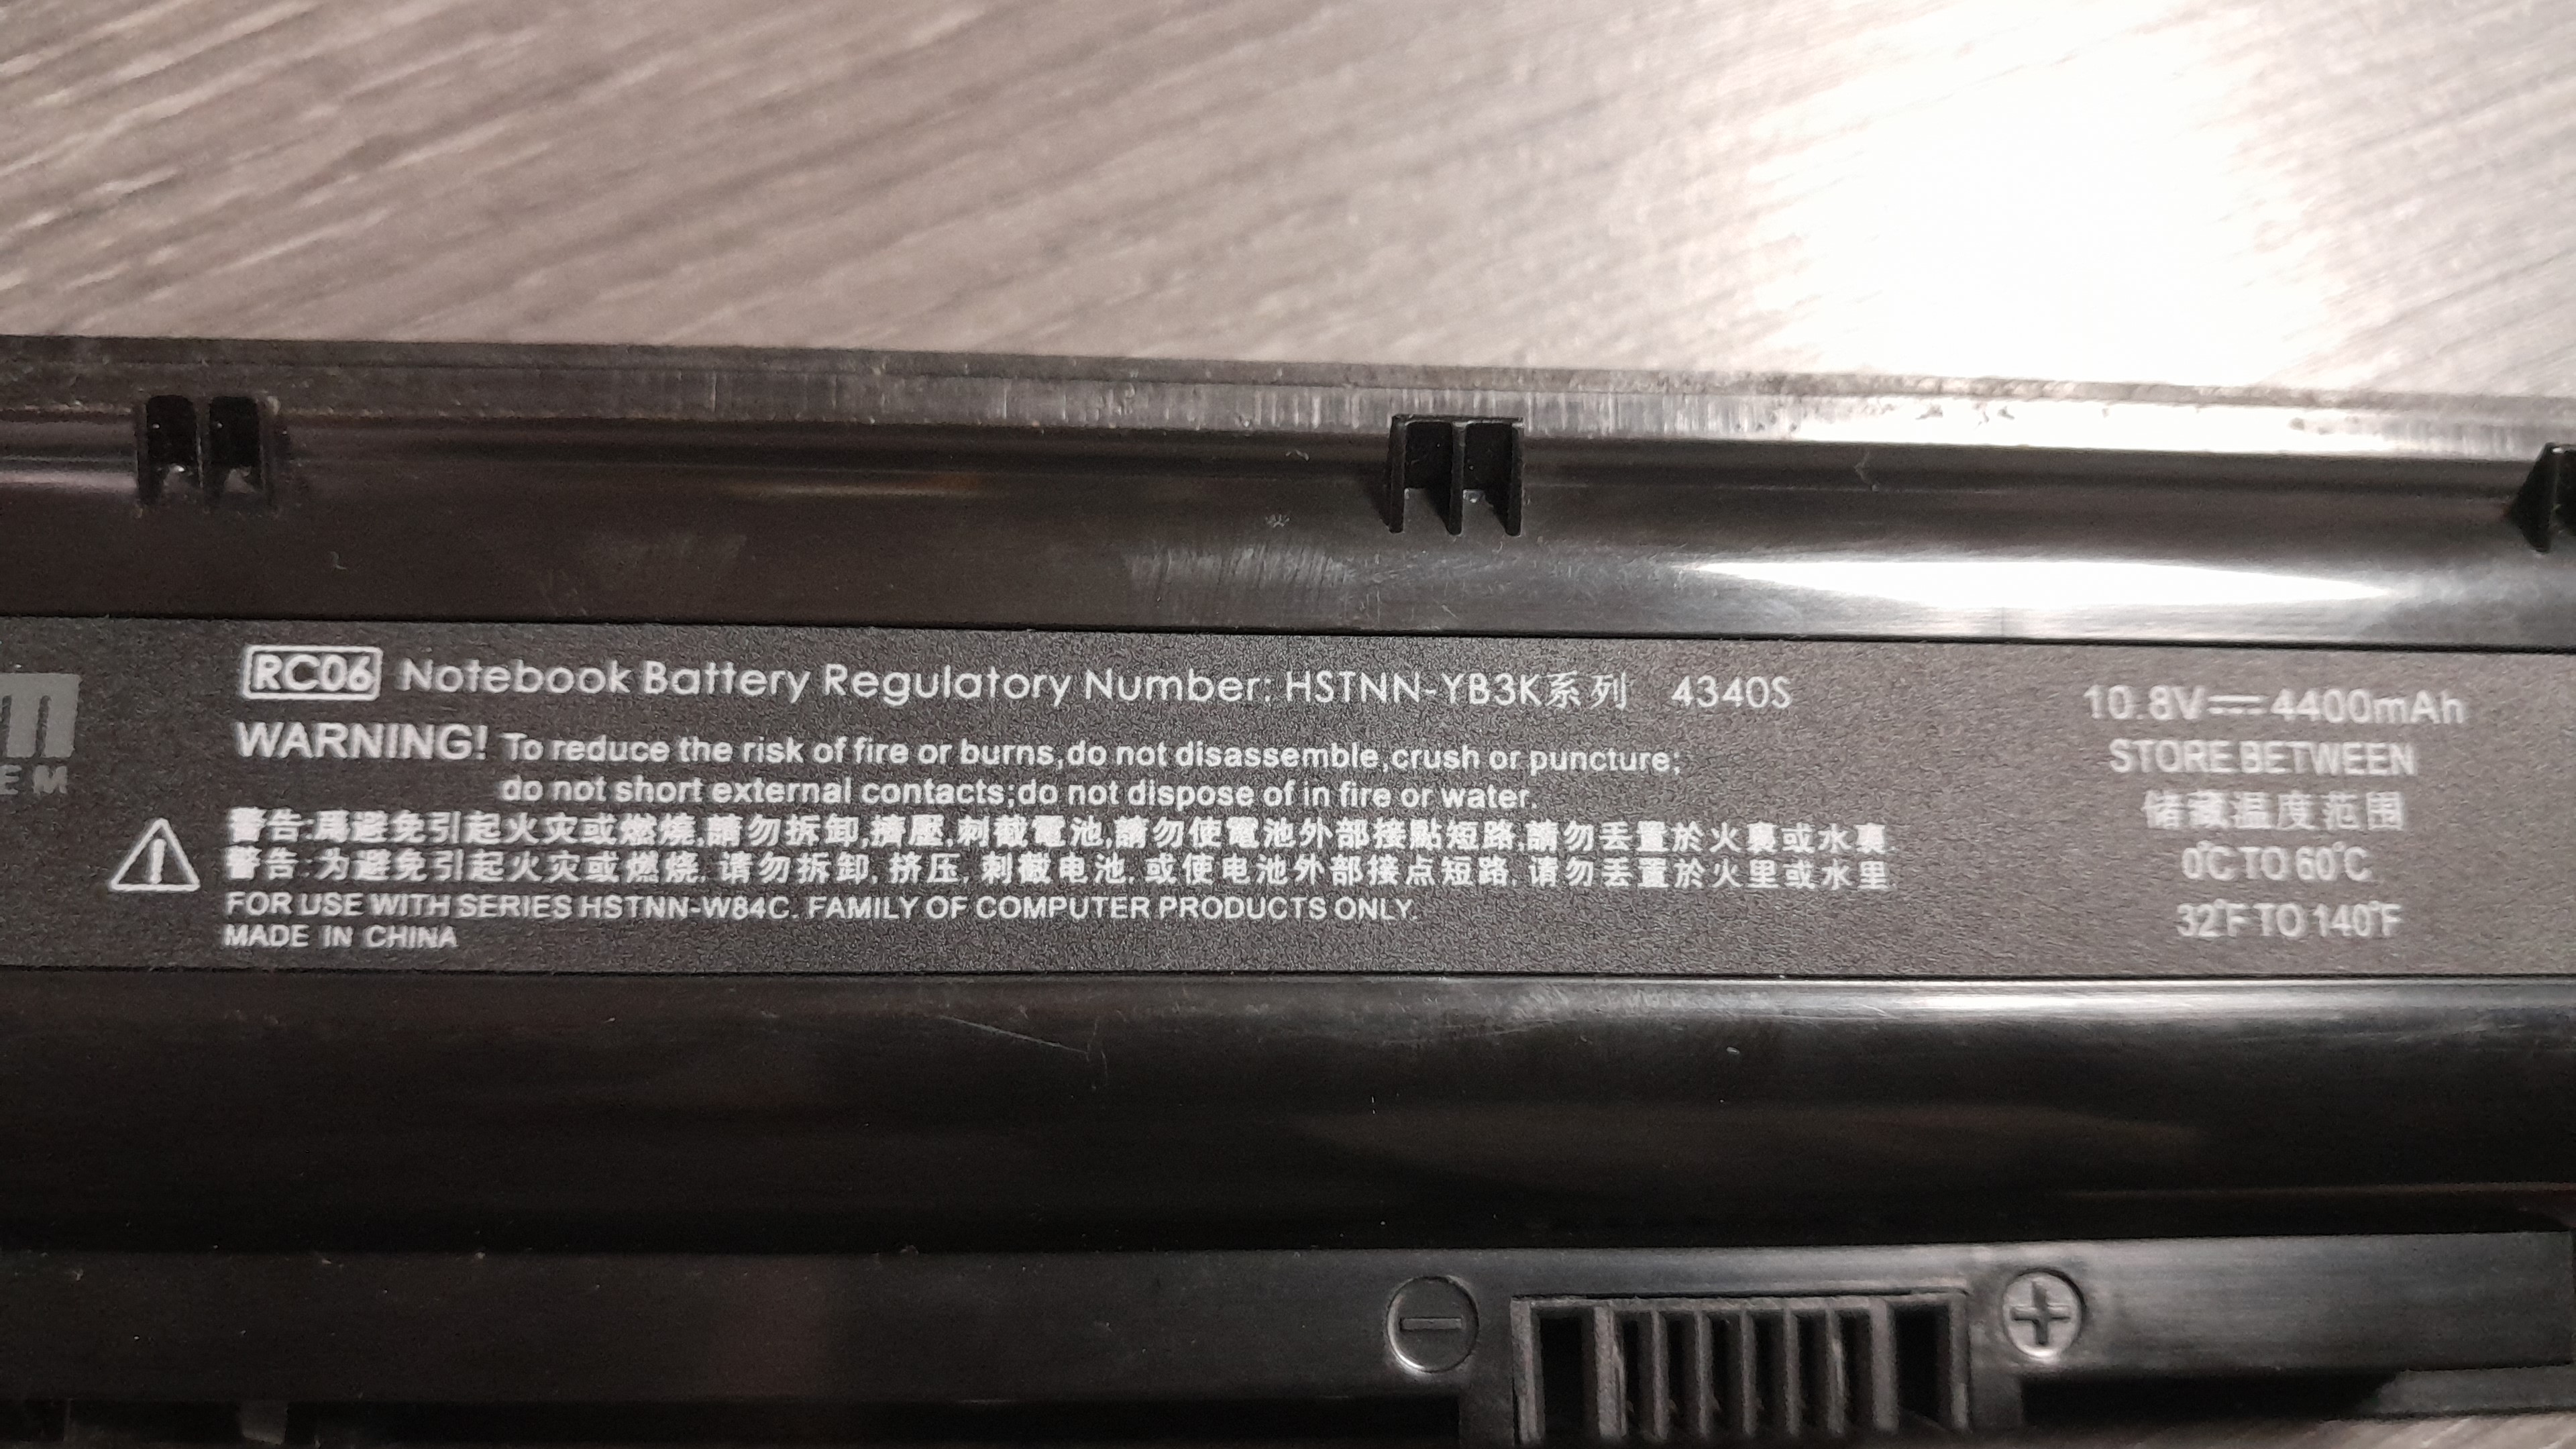 m
EM
RC06 Notebook Battery Regulatory Number: HSTNN-YB3K系列 4340S
WARNING! To reduce the risk of fire or burns,do not disassemble,crush or puncture;
do not short external contacts;do not dispose of in fire or water.
警告:爲避免引起火灾或燃燒,請勿拆卸,擠壓,刺截電池,請勿使電池外部接點短路,請勿丢置於火裏或水裏.
警告:为避免引起火灾或燃烧,请勿拆卸,挤压,刺截电池,或使电池外部接点短路,请勿丢置於火里或水里.
FOR USE WITH SERIES HSTNN-W84C. FAMILY OF COMPUTER PRODUCTS ONLY.
MADE IN CHINA
10.8V⎓4400mAh
STORE BETWEEN
储藏温度范围
0°C TO 60°C
32°F TO 140°F